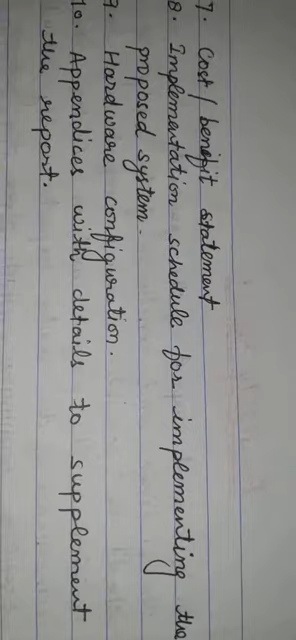 7. Cost/benefit statement
8. Implementation schedule for implementing the
proposed system.
9. Hardware configuration.
10. Appendices with details to supplement
the report.